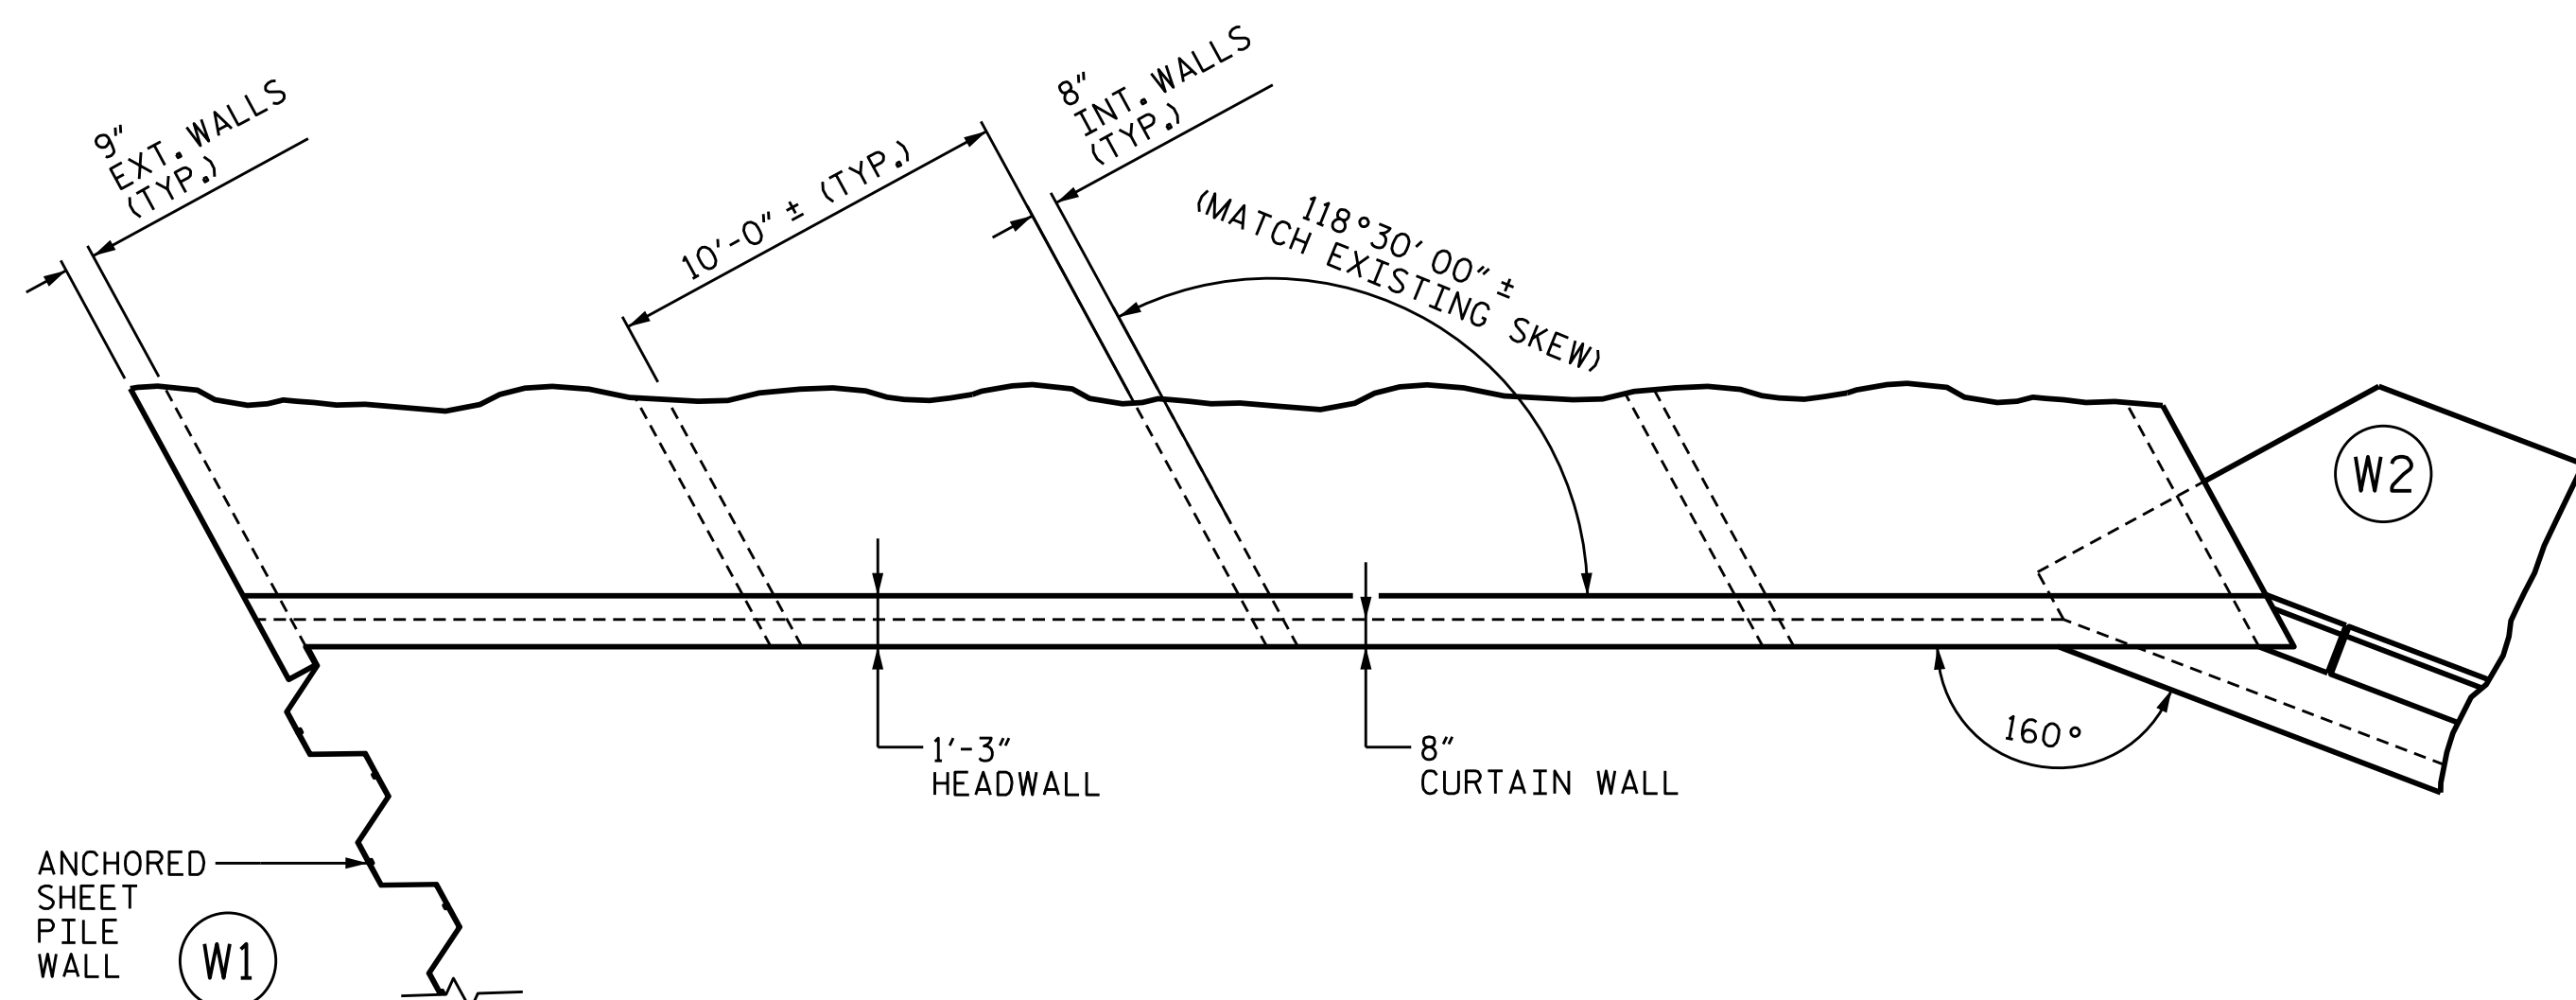 9"
EXT. WALLS
(TYP.)
10'-0" ± (TYP.)
8"
INT. WALLS
(TYP.)
118°30' 00" ±
(MATCH EXISTING SKEW)
W2
1'-3"
HEADWALL
8"
CURTAIN WALL
160°
ANCHORED
SHEET
PILE
WALL
W1